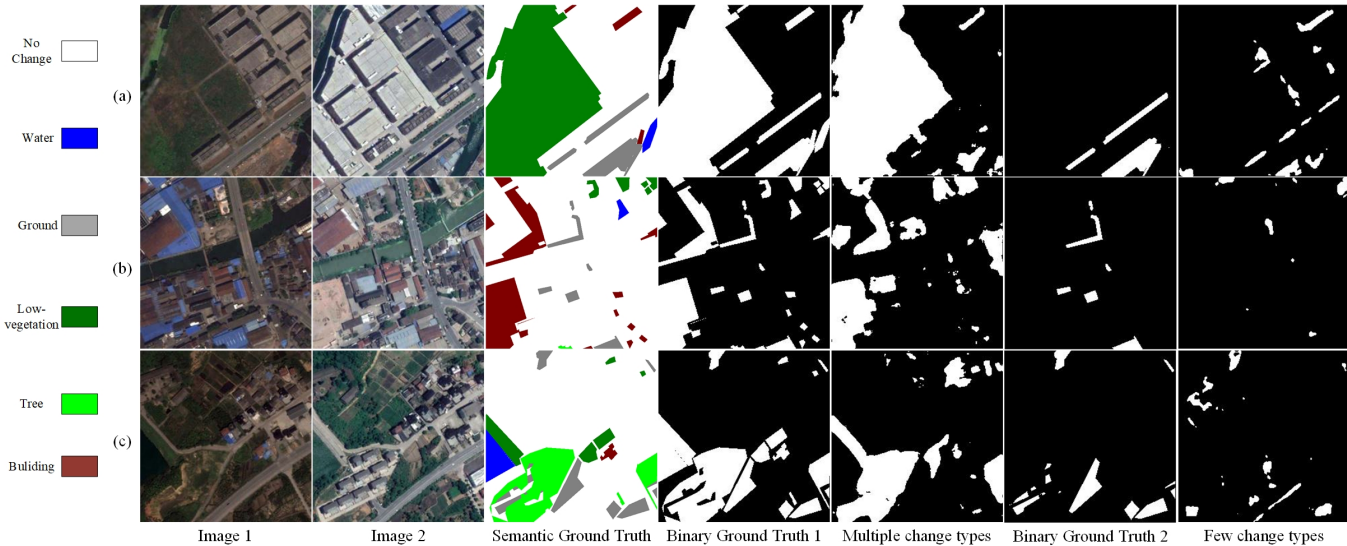 No
Change
Water
Ground
Low-
vegetation
Tree
Buliding
(a)
(b)
(c)
Image 1
Image 2
Semantic Ground Truth
Binary Ground Truth 1
Multiple change types
Binary Ground Truth 2
Few change types